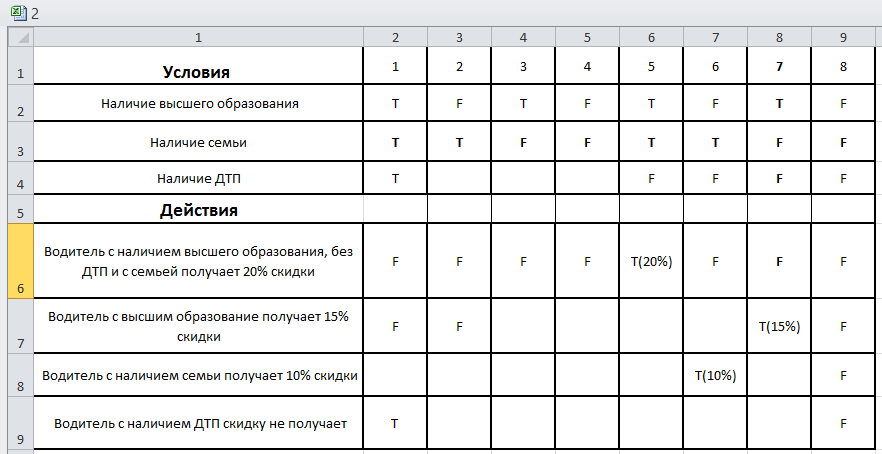 2
1 2 3 4 5 6 7 8 9
1 Условия 1 2 3 4 5 6 7 8
2 Наличие высшего образования T F T F T F T F
3 Наличие семьи T T F F T T F F
4 Наличие ДТП T F F F F
5 Действия
Водитель с наличием высшего образования, без
ДТП и с семьей получает 20% скидки F F F F T(20%) F F F
6
Водитель с высшим образование получает 15%
скидки F F T(15%) F
7
8 Водитель с наличием семьи получает 10% скидки T(10%) F
9 Водитель с наличием ДТП скидку не получает T F